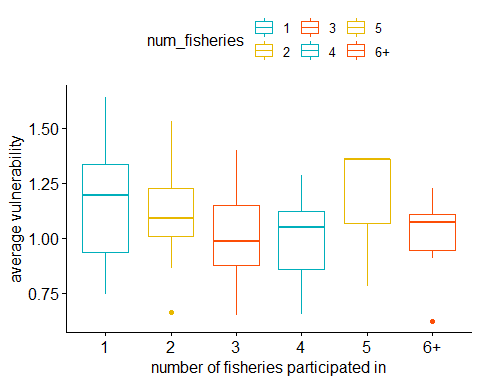 num_fisheries 1 3 5
2 4 6+
average vulnerability
1.50
1.25
1.00
0.75
1 2 3 4 5 6+
number of fisheries participated in